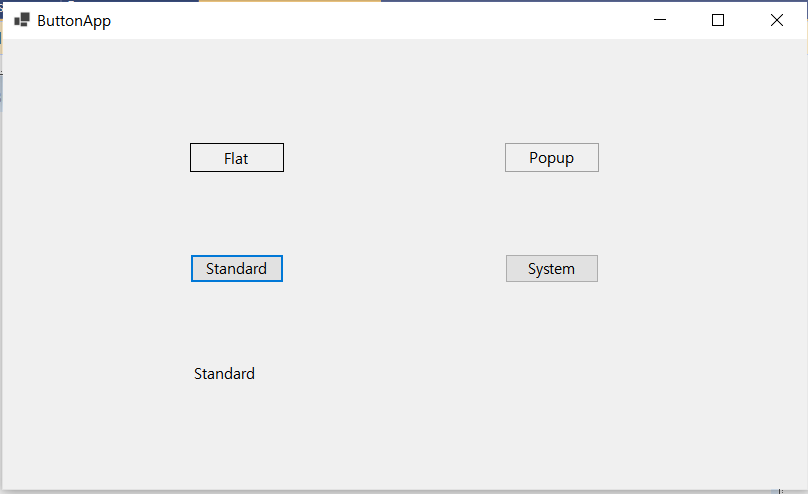 ButtonApp
Flat
Popup
Standard
System
Standard